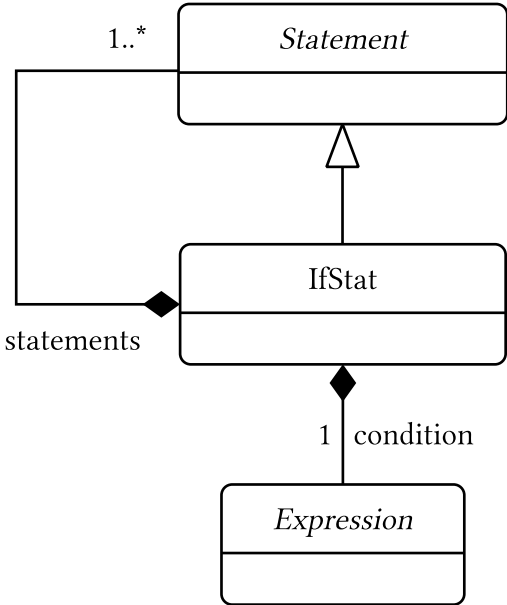 1..*
Statement
IfStat
statements
1 condition
Expression